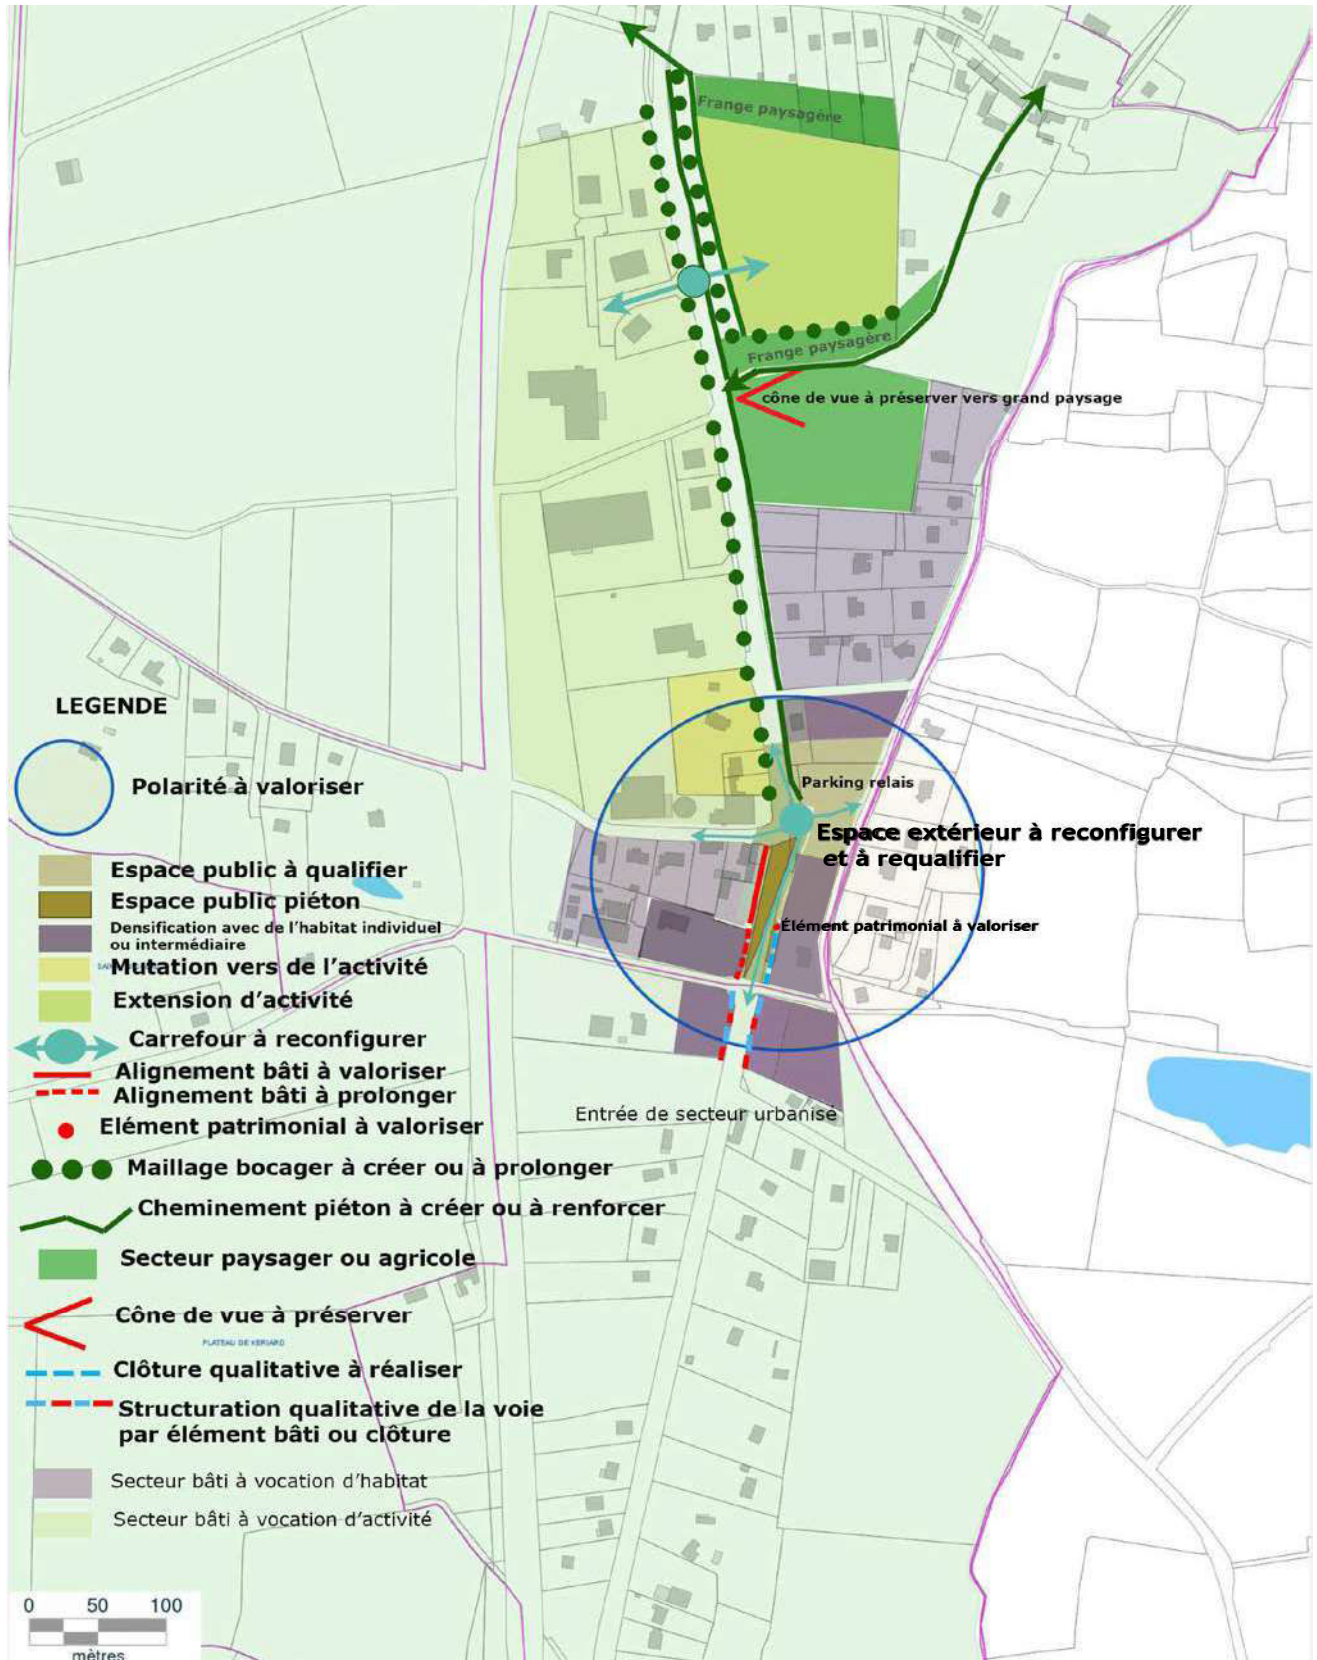 Frange paysagère
Frange paysagère
cône de vue à préserver vers grand paysage
LEGENDE
Polarité à valoriser
Parking relais
Espace extérieur à reconfigurer
et à requalifier
Espace public à qualifier
Espace public piéton
Élément patrimonial à valoriser
Densification avec de l'habitat individuel
ou intermédiaire
Mutation vers de l'activité
Extension d'activité
Carrefour à reconfigurer
Alignement bâti à valoriser
Alignement bâti à prolonger
Entrée de secteur urbanisé
Elément patrimonial à valoriser
Maillage bocager à créer ou à prolonger
Cheminement piéton à créer ou à renforcer
Secteur paysager ou agricole
Cône de vue à préserver
PLATEAU DE KERIARD
Clôture qualitative à réaliser
Structuration qualitative de la voie
par élément bâti ou clôture
Secteur bâti à vocation d'habitat
Secteur bâti à vocation d'activité
0 50 100
mètres